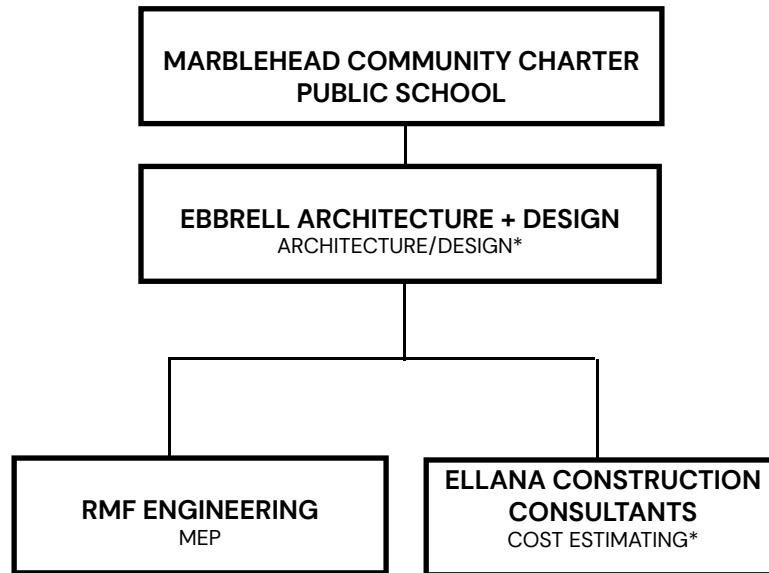 MARBLEHEAD COMMUNITY CHARTER
PUBLIC SCHOOL
EBBRELL ARCHITECTURE + DESIGN
ARCHITECTURE/DESIGN*
RMF ENGINEERING
MEP
ELLANA CONSTRUCTION
CONSULTANTS
COST ESTIMATING*